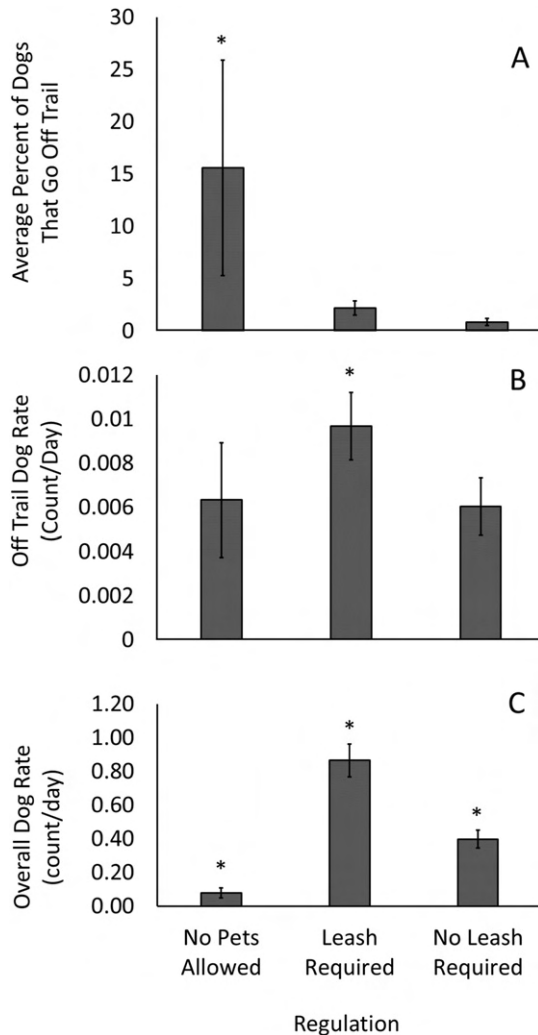 Average Percent of Dogs
That Go Off Trail
30
25
20
15
10
5
0
*
A
Off Trail Dog Rate
(Count/Day)
0.012
0.01
0.008
0.006
0.004
0.002
0
*
B
Overall Dog Rate
(count/day)
1.20
1.00
0.80
0.60
0.40
0.20
0.00
*
*
*
C
No Pets
Allowed
Leash
Required
No Leash
Required
Regulation